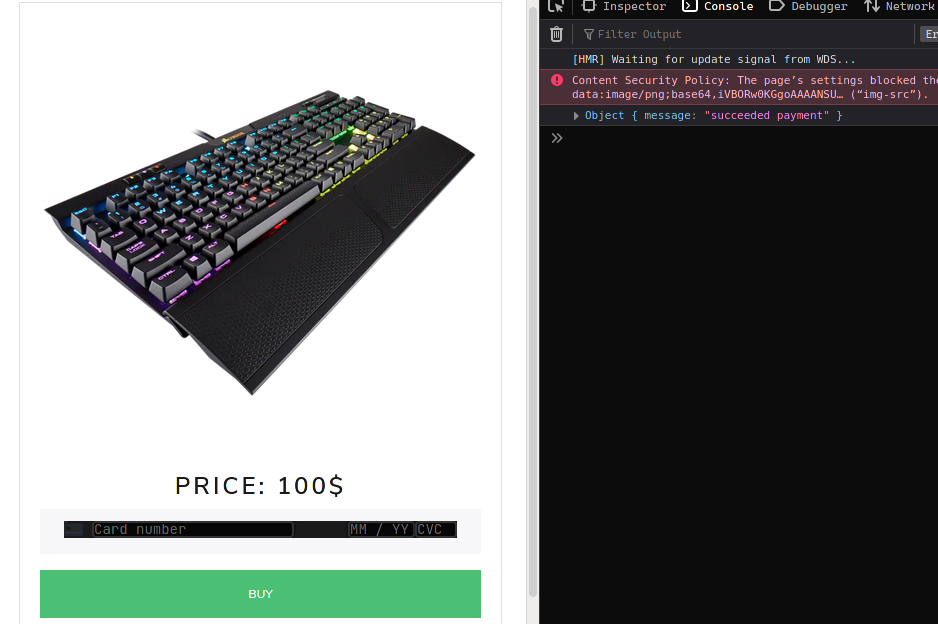 Inspector Console Debugger Network
Filter Output Er
[HMR] Waiting for update signal from WDS...
Content Security Policy: The page’s settings blocked the
data:image/png;base64,iVBORw0KGgoAAAANSU… (“img-src”).
Object { message: "succeeded payment" }
PRICE: 100$
Card number MM / YY CVC
BUY